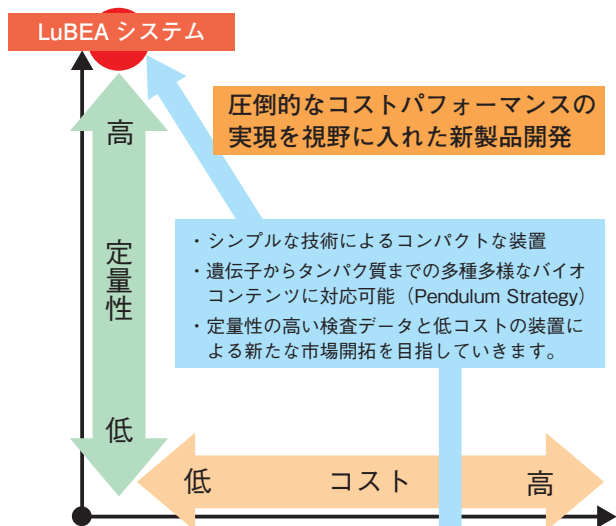 LuBEA システム
圧倒的なコストパフォーマンスの
実現を視野に入れた新製品開発
高
定量性
低
・シンプルな技術によるコンパクトな装置
・遺伝子からタンパク質までの多種多様なバイオ
コンテンツに対応可能（Pendulum Strategy）
・定量性の高い検査データと低コストの装置に
よる新たな市場開拓を目指していきます。
低 コスト 高